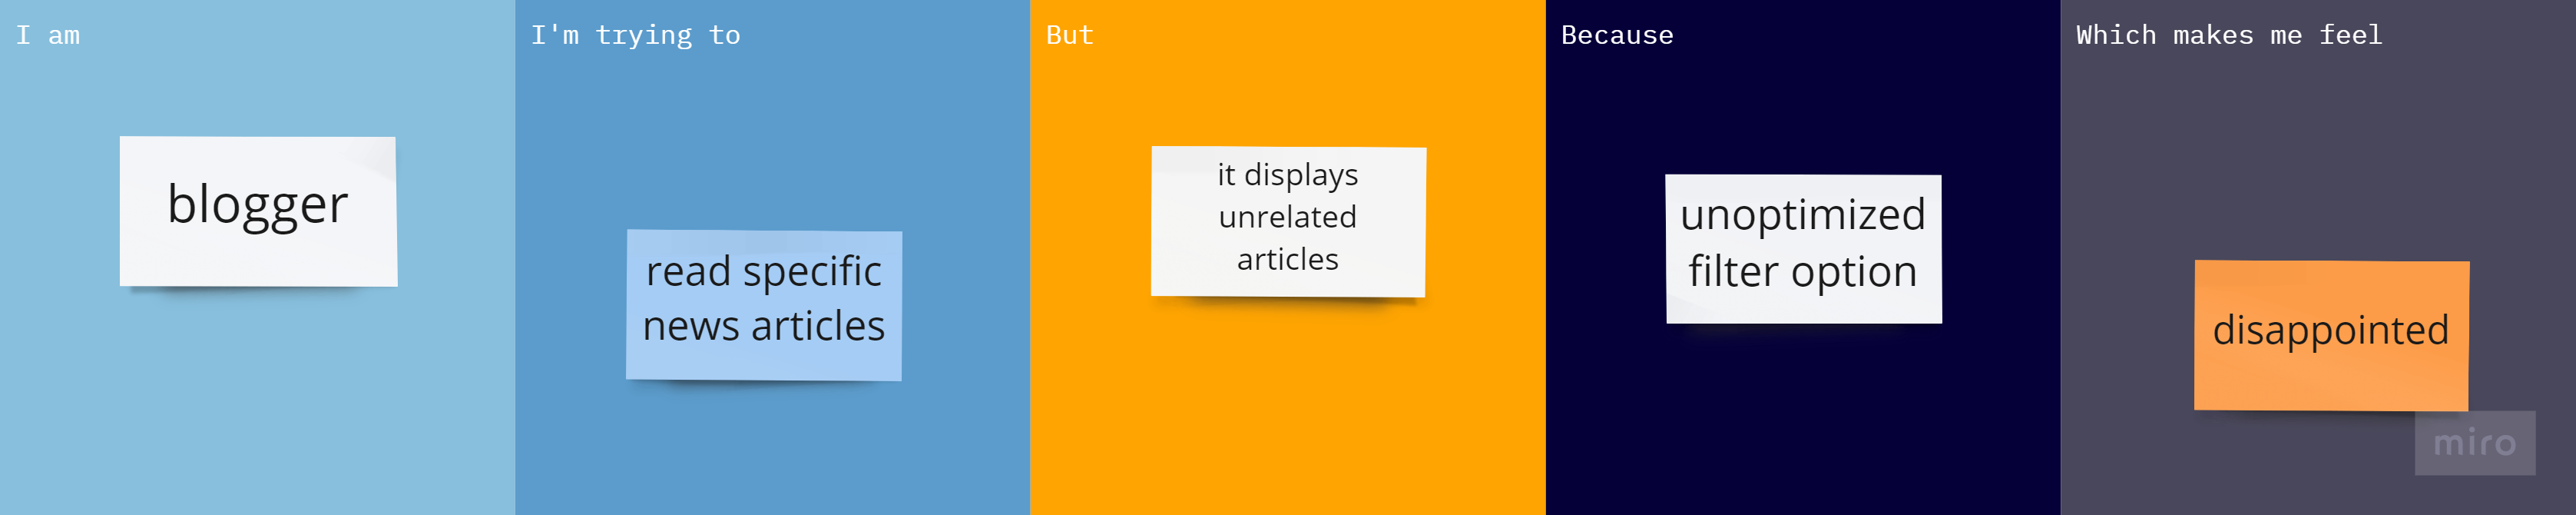 I am
blogger
I'm trying to
read specific
news articles
But
it displays
unrelated
articles
Because
unoptimized
filter option
Which makes me feel
disappointed
miro